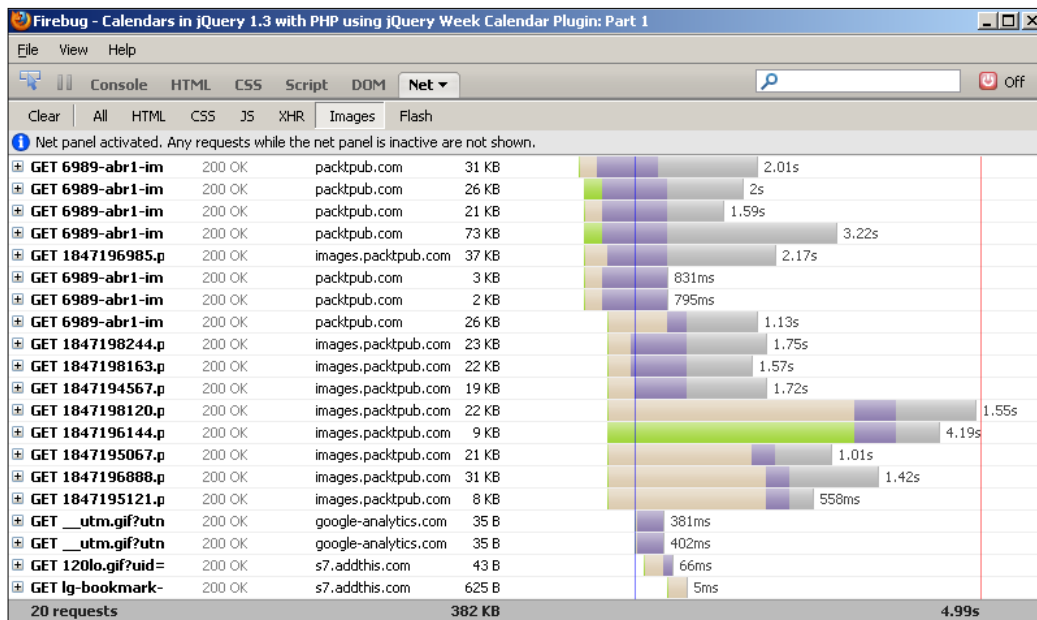 Firebug - Calendars in jQuery 1.3 with PHP using jQuery Week Calendar Plugin: Part 1
File View Help
Console HTML CSS Script DOM Net Off
Clear All HTML CSS JS XHR Images Flash
Net panel activated. Any requests while the net panel is inactive are not shown.
GET 6989-abr1-im 200 OK packtpub.com 31 KB 2.01s
GET 6989-abr1-im 200 OK packtpub.com 26 KB 2s
GET 6989-abr1-im 200 OK packtpub.com 21 KB 1.59s
GET 6989-abr1-im 200 OK packtpub.com 73 KB 3.22s
GET 1847196985.p 200 OK images.packtpub.com 37 KB 2.17s
GET 6989-abr1-im 200 OK packtpub.com 3 KB 831ms
GET 6989-abr1-im 200 OK packtpub.com 2 KB 795ms
GET 6989-abr1-im 200 OK packtpub.com 26 KB 1.13s
GET 1847198244.p 200 OK images.packtpub.com 23 KB 1.75s
GET 1847198163.p 200 OK images.packtpub.com 22 KB 1.57s
GET 1847194567.p 200 OK images.packtpub.com 19 KB 1.72s
GET 1847198120.p 200 OK images.packtpub.com 22 KB 1.55s
GET 1847196144.p 200 OK images.packtpub.com 9 KB 4.19s
GET 1847195067.p 200 OK images.packtpub.com 21 KB 1.01s
GET 1847196888.p 200 OK images.packtpub.com 31 KB 1.42s
GET 1847195121.p 200 OK images.packtpub.com 8 KB 558ms
GET __utm.gif?utn 200 OK google-analytics.com 35 B 381ms
GET __utm.gif?utn 200 OK google-analytics.com 35 B 402ms
GET 120lo.gif?uid= 200 OK s7.addthis.com 43 B 66ms
GET lg-bookmark- 200 OK s7.addthis.com 625 B 5ms
20 requests 382 KB 4.99s